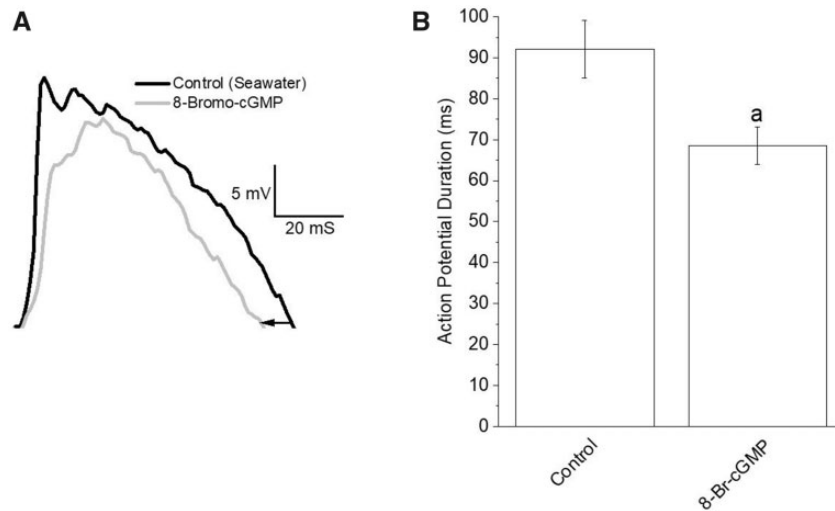 A
Control (Seawater)
8-Bromo-cGMP
5 mV
20 mS
B
Action Potential Duration (ms)
100
90
80
70
60
50
40
30
20
10
0
a
Control
8-Br-cGMP